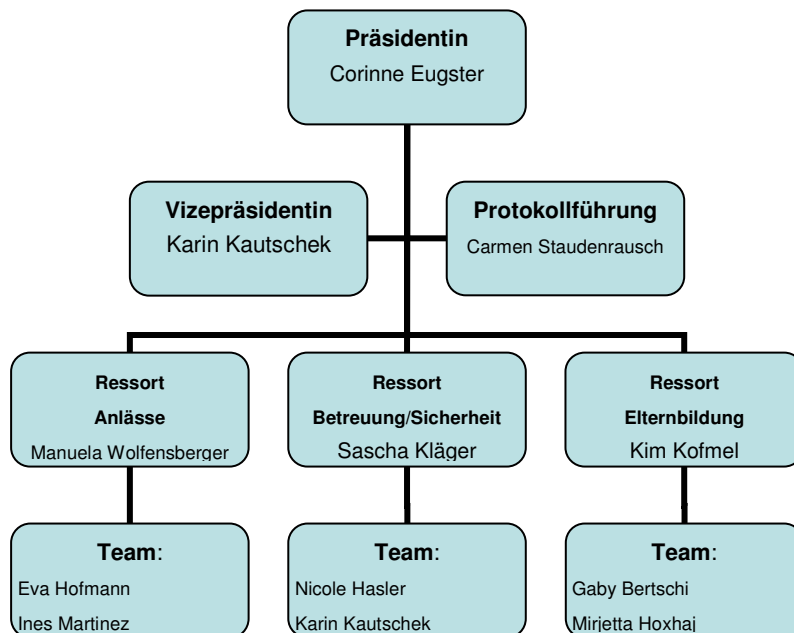 Präsidentin
Corinne Eugster
Vizepräsidentin
Karin Kautschek
Protokollführung
Carmen Staudenrausch
Ressort
Anlässe
Manuela Wolfensberger
Ressort
Betreuung/Sicherheit
Sascha Kläger
Ressort
Elternbildung
Kim Kofmel
Team:
Eva Hofmann
Ines Martinez
Team:
Nicole Hasler
Karin Kautschek
Team:
Gaby Bertschi
Mirjetta Hoxhaj